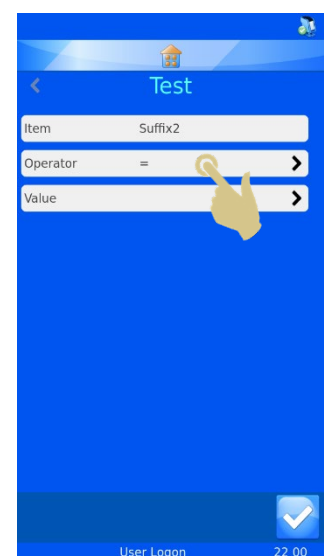 Test
Item Suffix2
Operator =
Value
User Logon 22 00